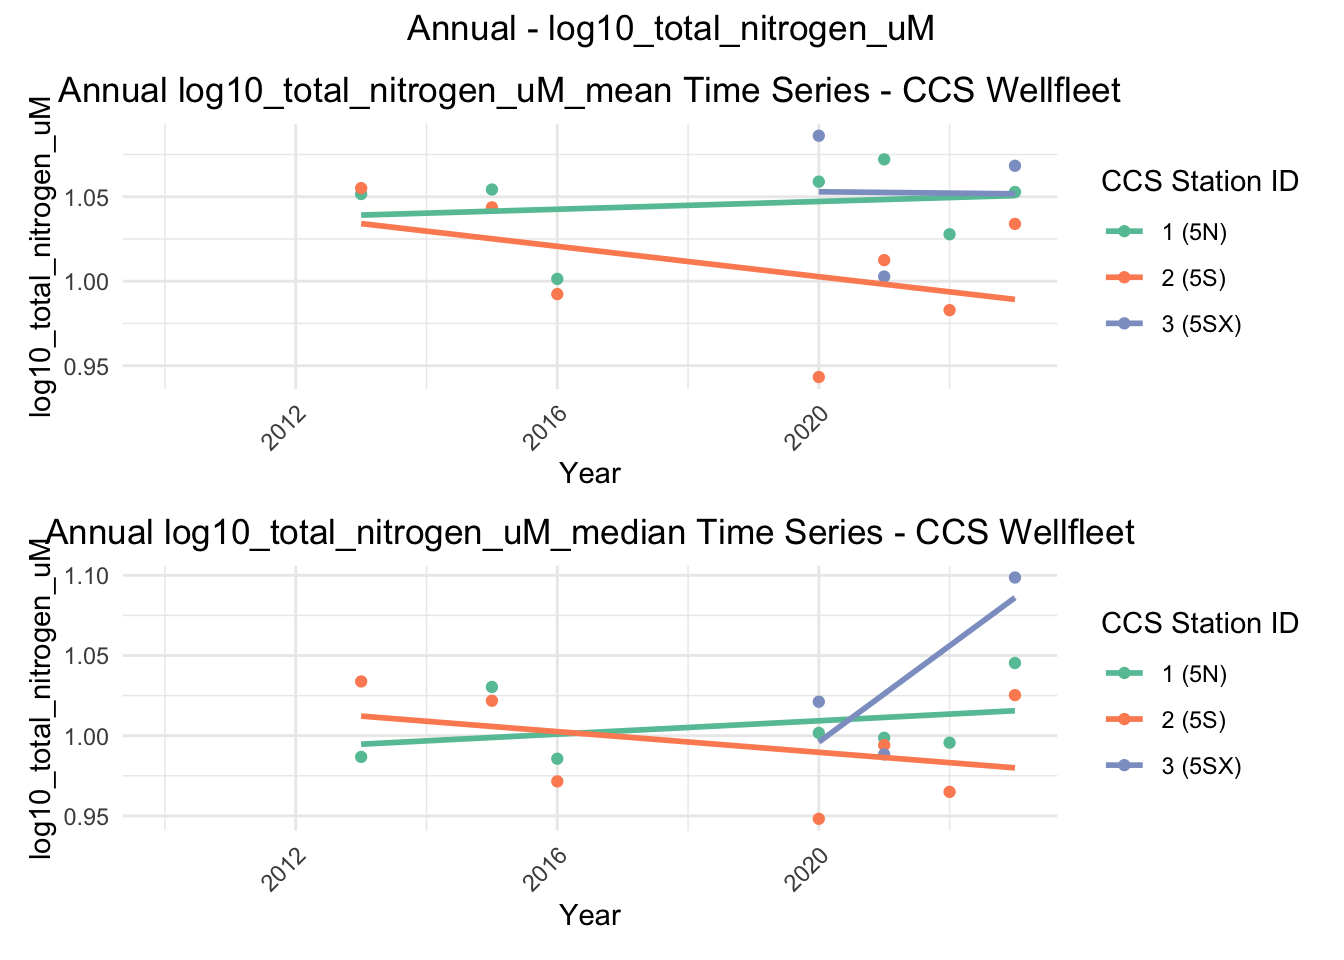 Annual - log10_total_nitrogen_uM
Annual log10_total_nitrogen_uM_mean Time Series - CCS Wellfleet
log10_total_nitrogen_uM
1.05
1.00
0.95
2012
2016
2020
Year
CCS Station ID
1 (5N)
2 (5S)
3 (5SX)
Annual log10_total_nitrogen_uM_median Time Series - CCS Wellfleet
log10_total_nitrogen_uM
1.10
1.05
1.00
0.95
2012
2016
2020
Year
CCS Station ID
1 (5N)
2 (5S)
3 (5SX)